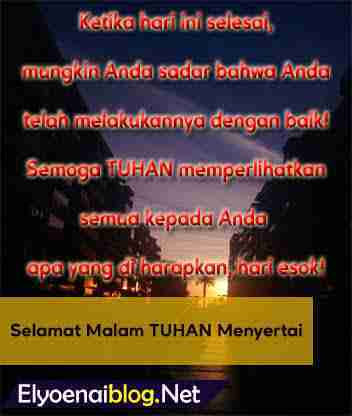 Ketika hari ini selesai,
mungkin Anda sadar bahwa Anda
telah melakukannya dengan baik!
Semoga TUHAN memperlihatkan
semua kepada Anda
apa yang di harapkan, hari esok!
Selamat Malam TUHAN Menyertai
Elyoenaiblog.Net